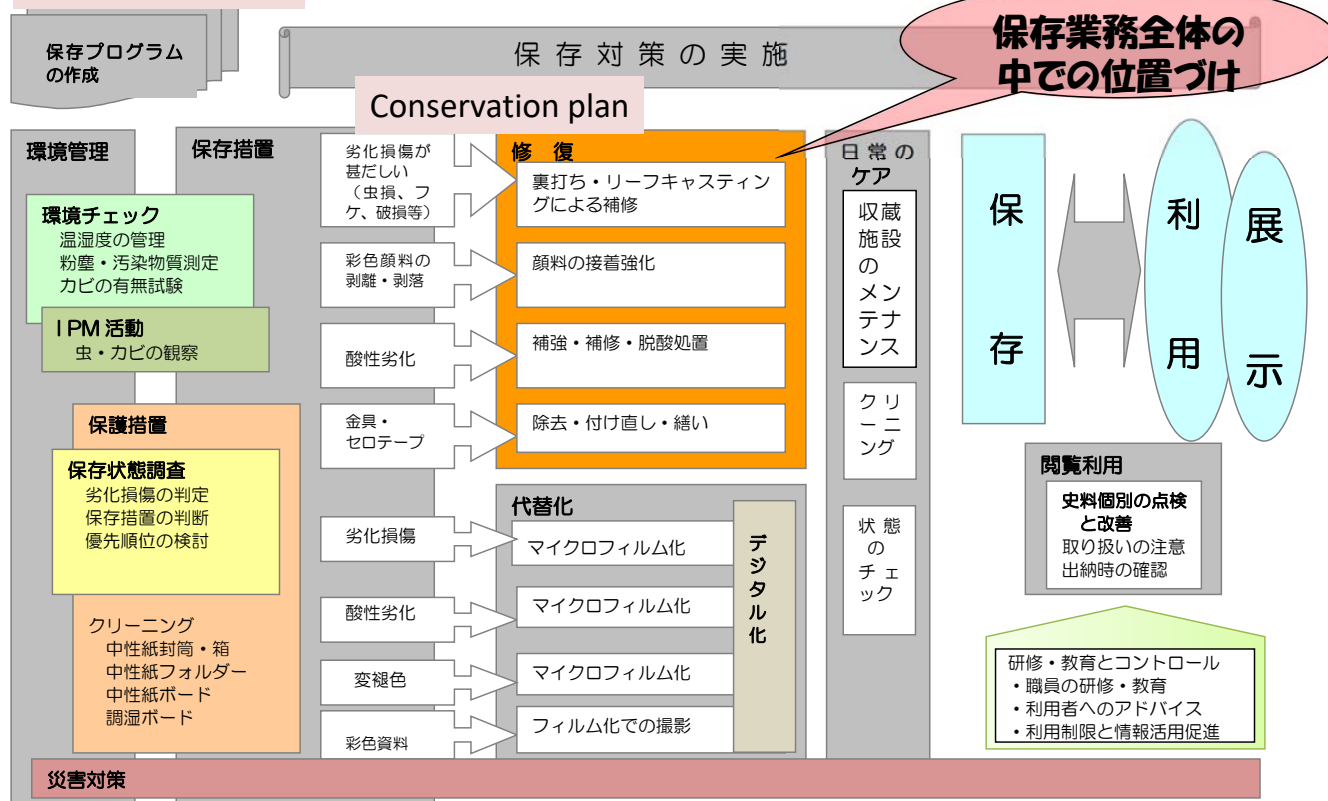 保存プログラム
の作成
保存対策の実施
保存業務全体の
中での位置づけ
Conservation plan
環境管理
環境チェック
温湿度の管理
粉塵・汚染物質測定
カビの有無試験
IPM活動
虫・カビの観察
保存措置
保護措置
保存状態調査
劣化損傷の判定
保存措置の判断
優先順位の検討
クリーニング
中性紙封筒・箱
中性紙フォルダー
中性紙ボード
調湿ボード
劣化損傷が
甚だしい
（虫損、フ
ケ、破損等）
彩色顔料の
剥離・剥落
酸性劣化
金具・
セロテープ
劣化損傷
酸性劣化
変褪色
彩色資料
修復
裏打ち・リーフキャスティン
グによる補修
顔料の接着強化
補強・補修・脱酸処置
除去・付け直し・繕い
代替化
マイクロフィルム化
マイクロフィルム化
マイクロフィルム化
フィルム化での撮影
デジタル化
日常の
ケア
収蔵
施設
の
メン
テナ
ンス
クリ
ーニ
ング
状態
の
チェ
ック
保存
利用
展示
閲覧利用
史料個別の点検
と改善
取り扱いの注意
出納時の確認
研修・教育とコントロール
・職員の研修・教育
・利用者へのアドバイス
・利用制限と情報活用促進
災害対策